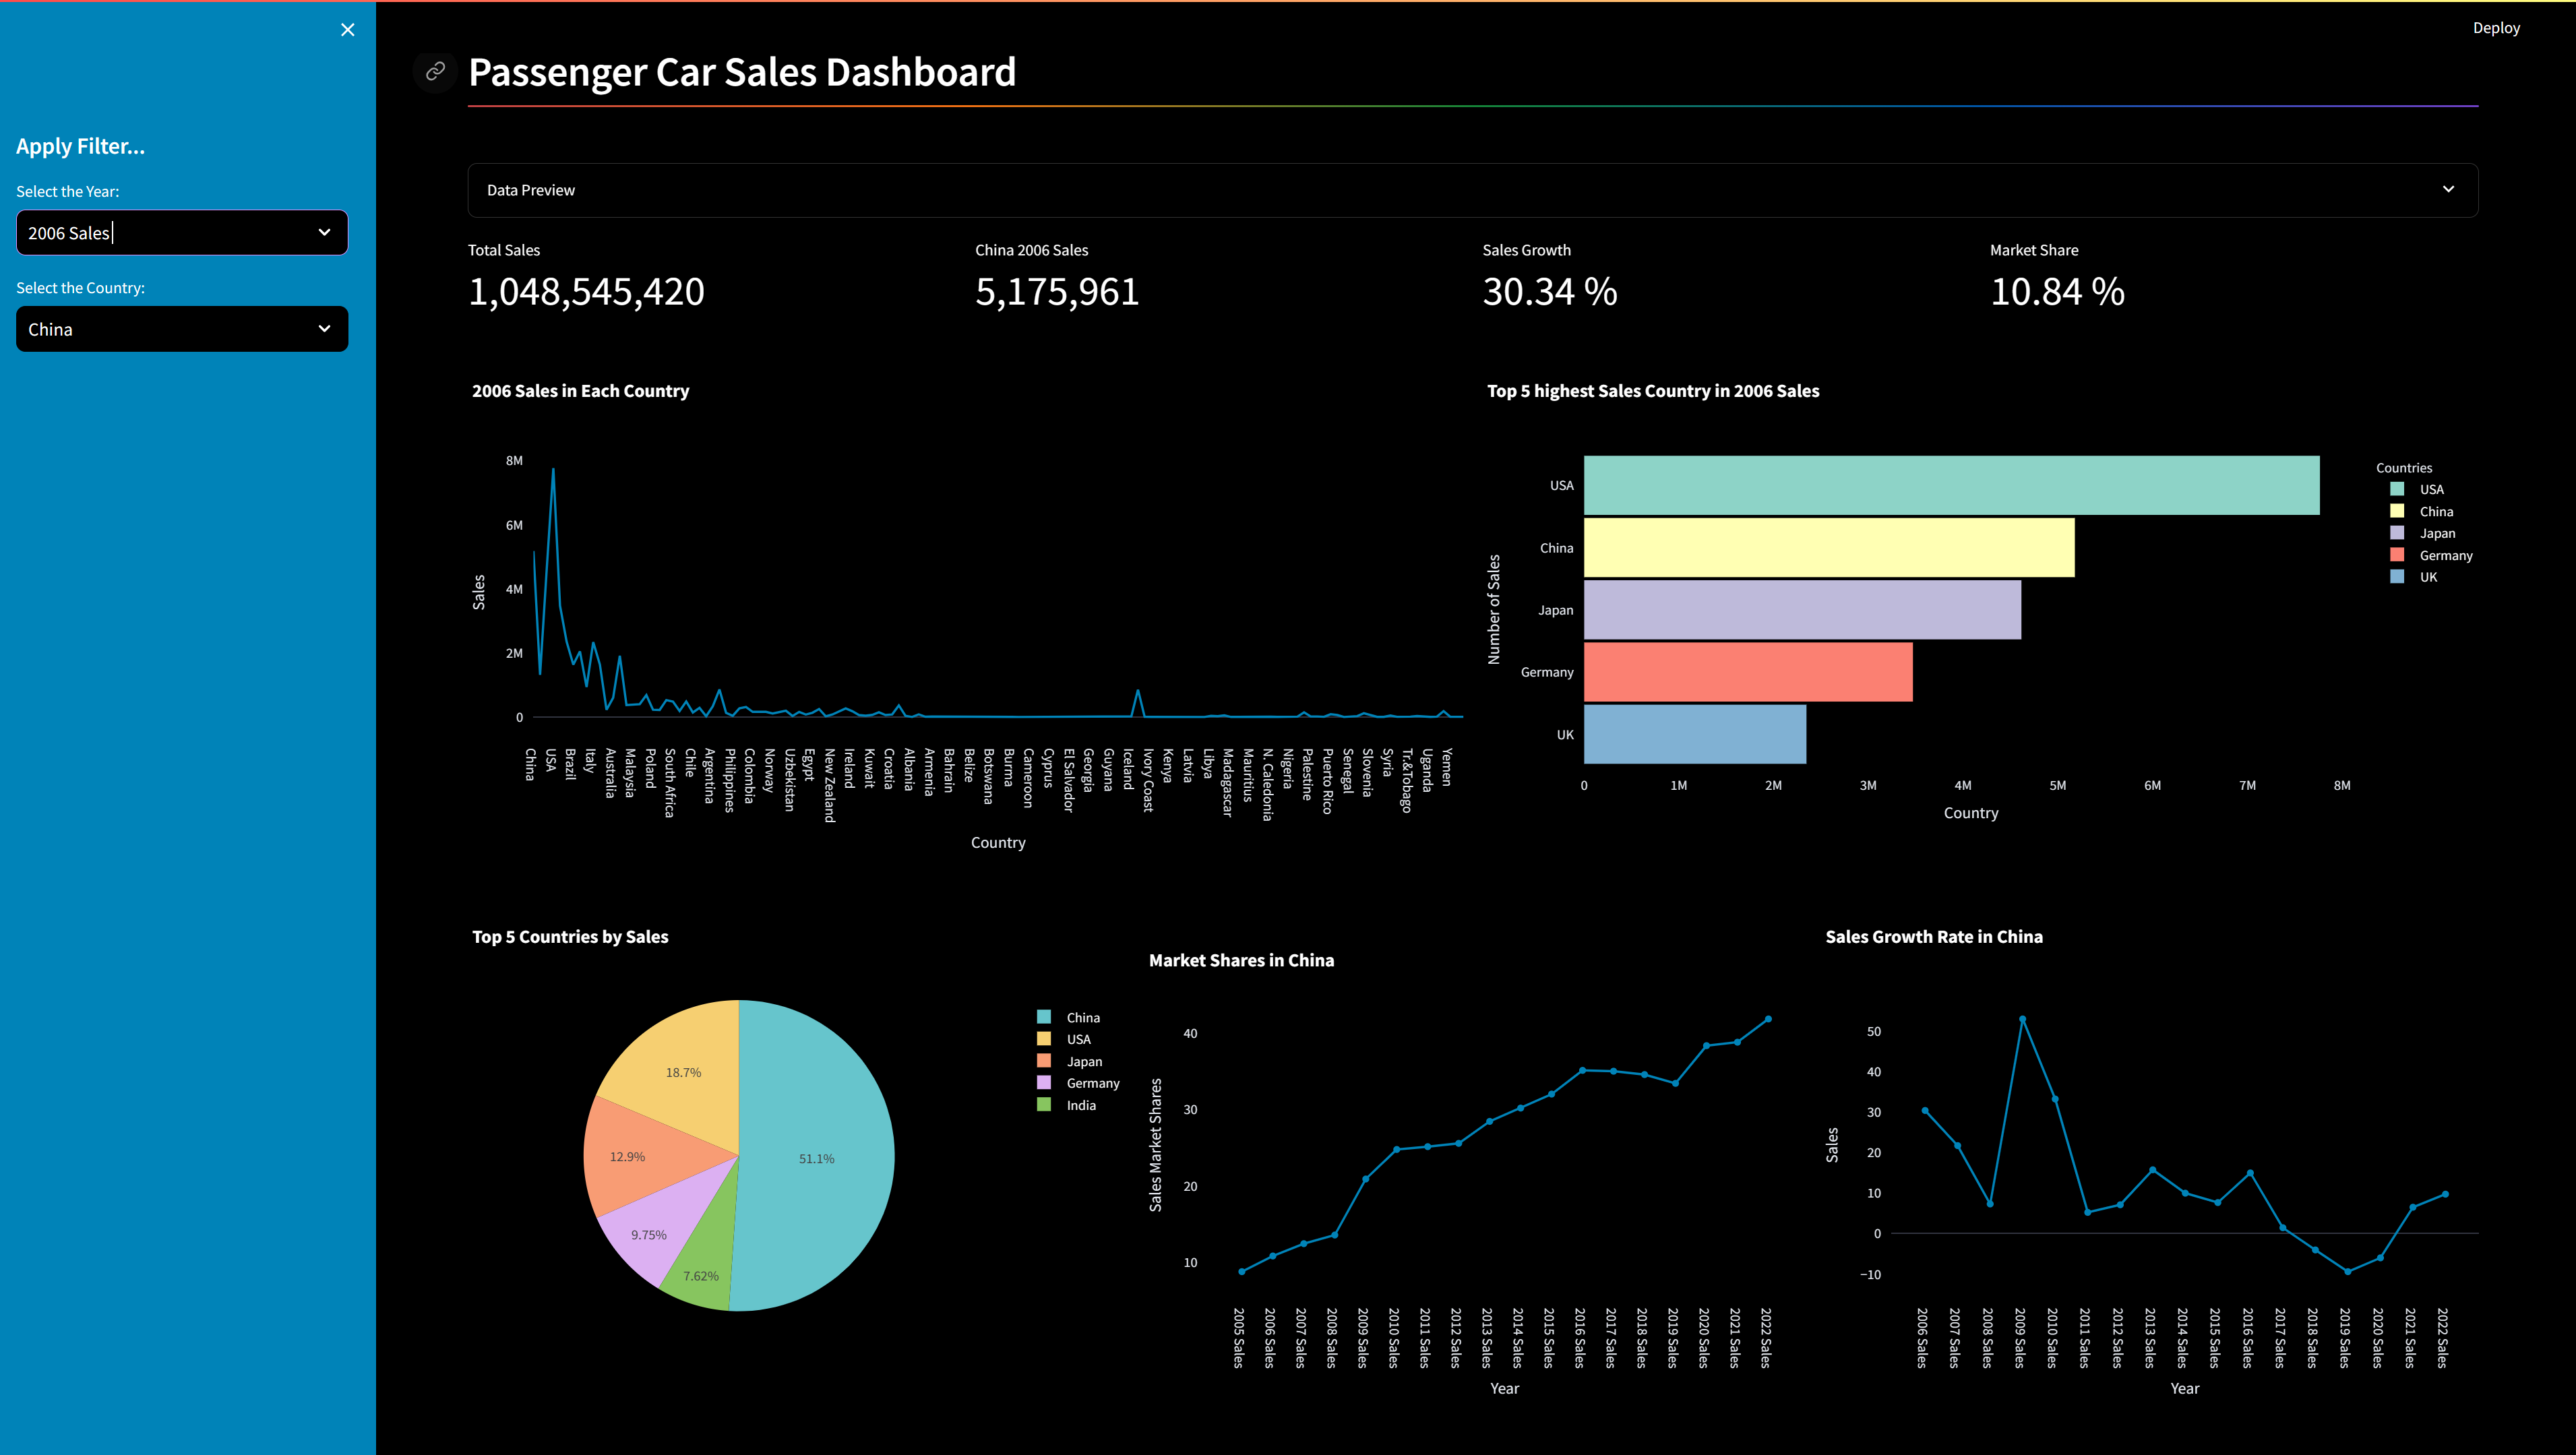 Deploy
Passenger Car Sales Dashboard
Apply Filter...
Select the Year:
2006 Sales
Select the Country:
China
Data Preview
Total Sales
1,048,545,420
China 2006 Sales
5,175,961
Sales Growth
30.34 %
Market Share
10.84 %
2006 Sales in Each Country
8M
6M
4M
2M
0
Sales
China
USA
Brazil
Italy
Australia
Malaysia
Poland
South Africa
Chile
Argentina
Philippines
Colombia
Norway
Uzbekistan
Egypt
New Zealand
Ireland
Kuwait
Croatia
Albania
Armenia
Bahrain
Belize
Botswana
Burma
Cameroon
Cyprus
El Salvador
Georgia
Guyana
Iceland
Ivory Coast
Kenya
Latvia
Libya
Madagascar
Mauritius
N. Caledonia
Nigeria
Palestine
Puerto Rico
Senegal
Slovenia
Syria
Tr.&Tobago
Uganda
Yemen
Country
Top 5 highest Sales Country in 2006 Sales
Number of Sales
USA
China
Japan
Germany
UK
0 1M 2M 3M 4M 5M 6M 7M 8M
Country
Countries
USA
China
Japan
Germany
UK
Top 5 Countries by Sales
18.7%
12.9%
9.75%
7.62%
51.1%
China
USA
Japan
Germany
India
Market Shares in China
40
30
20
10
Sales Market Shares
2005 Sales
2006 Sales
2007 Sales
2008 Sales
2009 Sales
2010 Sales
2011 Sales
2012 Sales
2013 Sales
2014 Sales
2015 Sales
2016 Sales
2017 Sales
2018 Sales
2019 Sales
2020 Sales
2021 Sales
2022 Sales
Year
Sales Growth Rate in China
50
40
30
20
10
0
−10
Sales
2006 Sales
2007 Sales
2008 Sales
2009 Sales
2010 Sales
2011 Sales
2012 Sales
2013 Sales
2014 Sales
2015 Sales
2016 Sales
2017 Sales
2018 Sales
2019 Sales
2020 Sales
2021 Sales
2022 Sales
Year